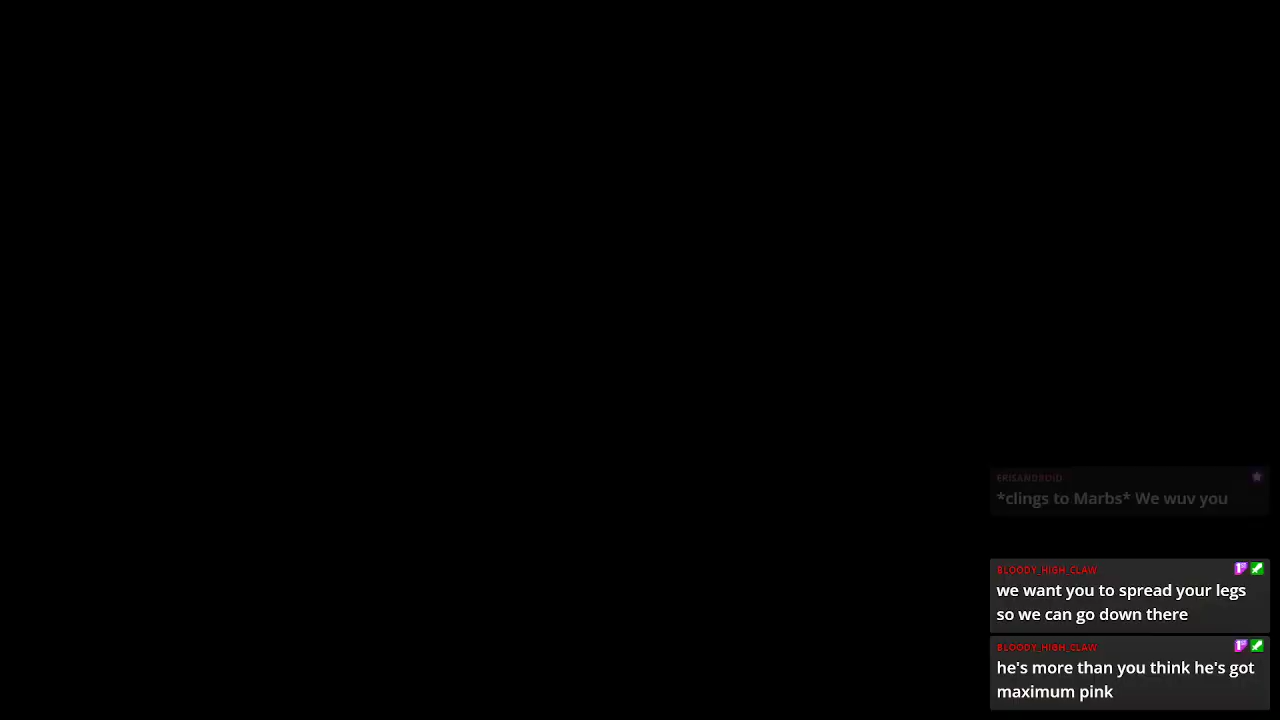 ERISANDROID
*clings to Marbs* We wuv you
BLOODY_HIGH_CLAW
we want you to spread your legs
so we can go down there
BLOODY_HIGH_CLAW
he's more than you think he's got
maximum pink